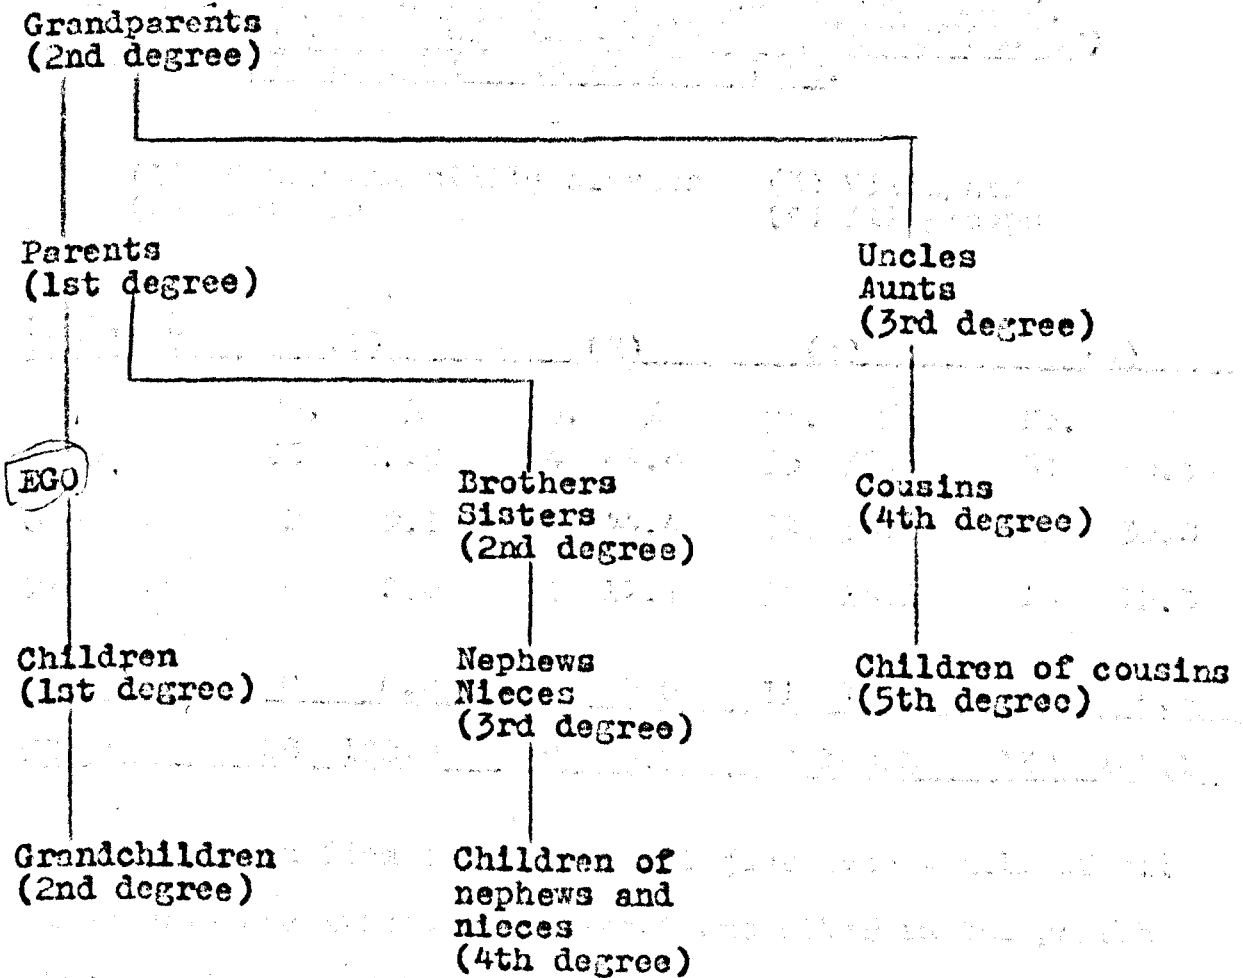 Grandparents
(2nd degree)
Parents
(1st degree)
Uncles
Aunts
(3rd degree)
EGO
Brothers
Sisters
(2nd degree)
Cousins
(4th degree)
Children
(1st degree)
Nephews
Nieces
(3rd degree)
Children of cousins
(5th degree)
Grandchildren
(2nd degree)
Children of
nephews and
nieces
(4th degree)